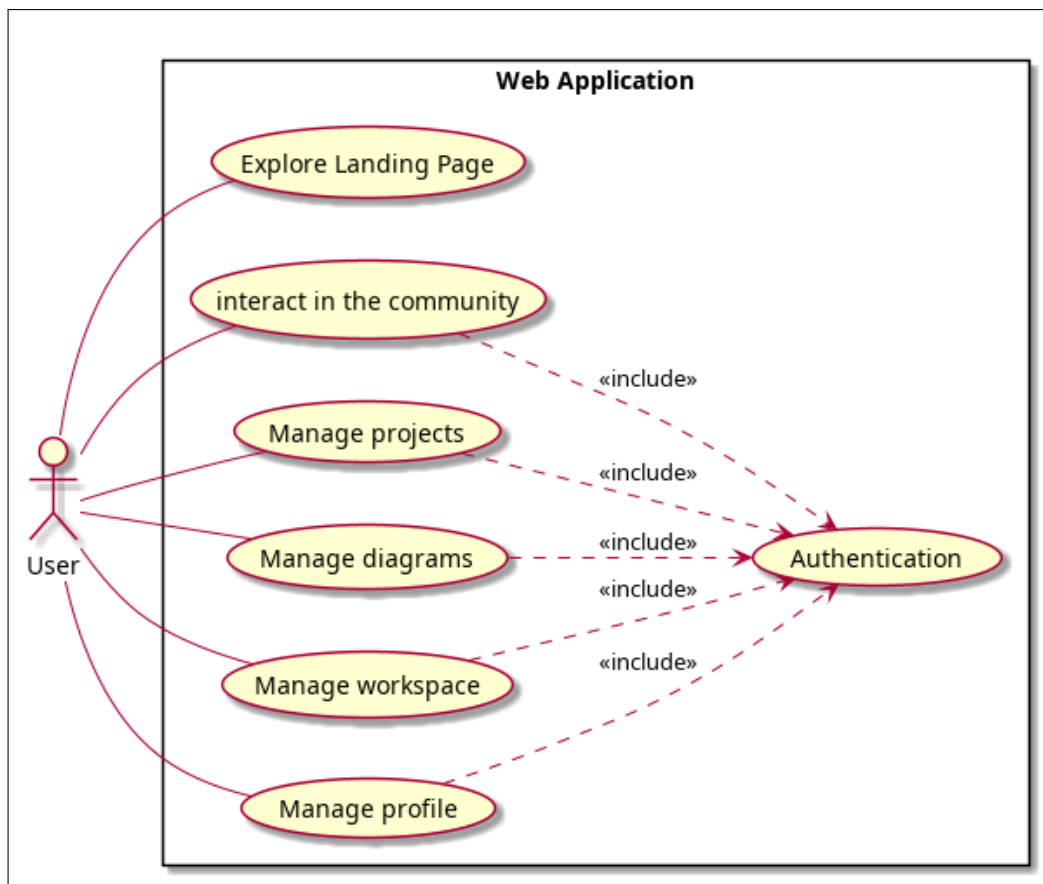 Web Application
Explore Landing Page
interact in the community
«include»
Manage projects
«include»
Manage diagrams
«include»
Authentication
User
«include»
Manage workspace
«include»
Manage profile